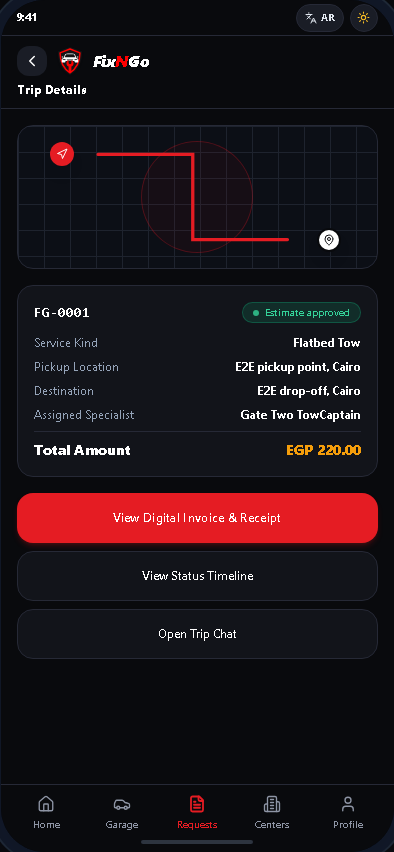 9:41
AR
FixNGo
Trip Details
FG-0001
Estimate approved
Service Kind
Flatbed Tow
Pickup Location
E2E pickup point, Cairo
Destination
E2E drop-off, Cairo
Assigned Specialist
Gate Two TowCaptain
Total Amount
EGP 220.00
View Digital Invoice & Receipt
View Status Timeline
Open Trip Chat
Home
Garage
Requests
Centers
Profile